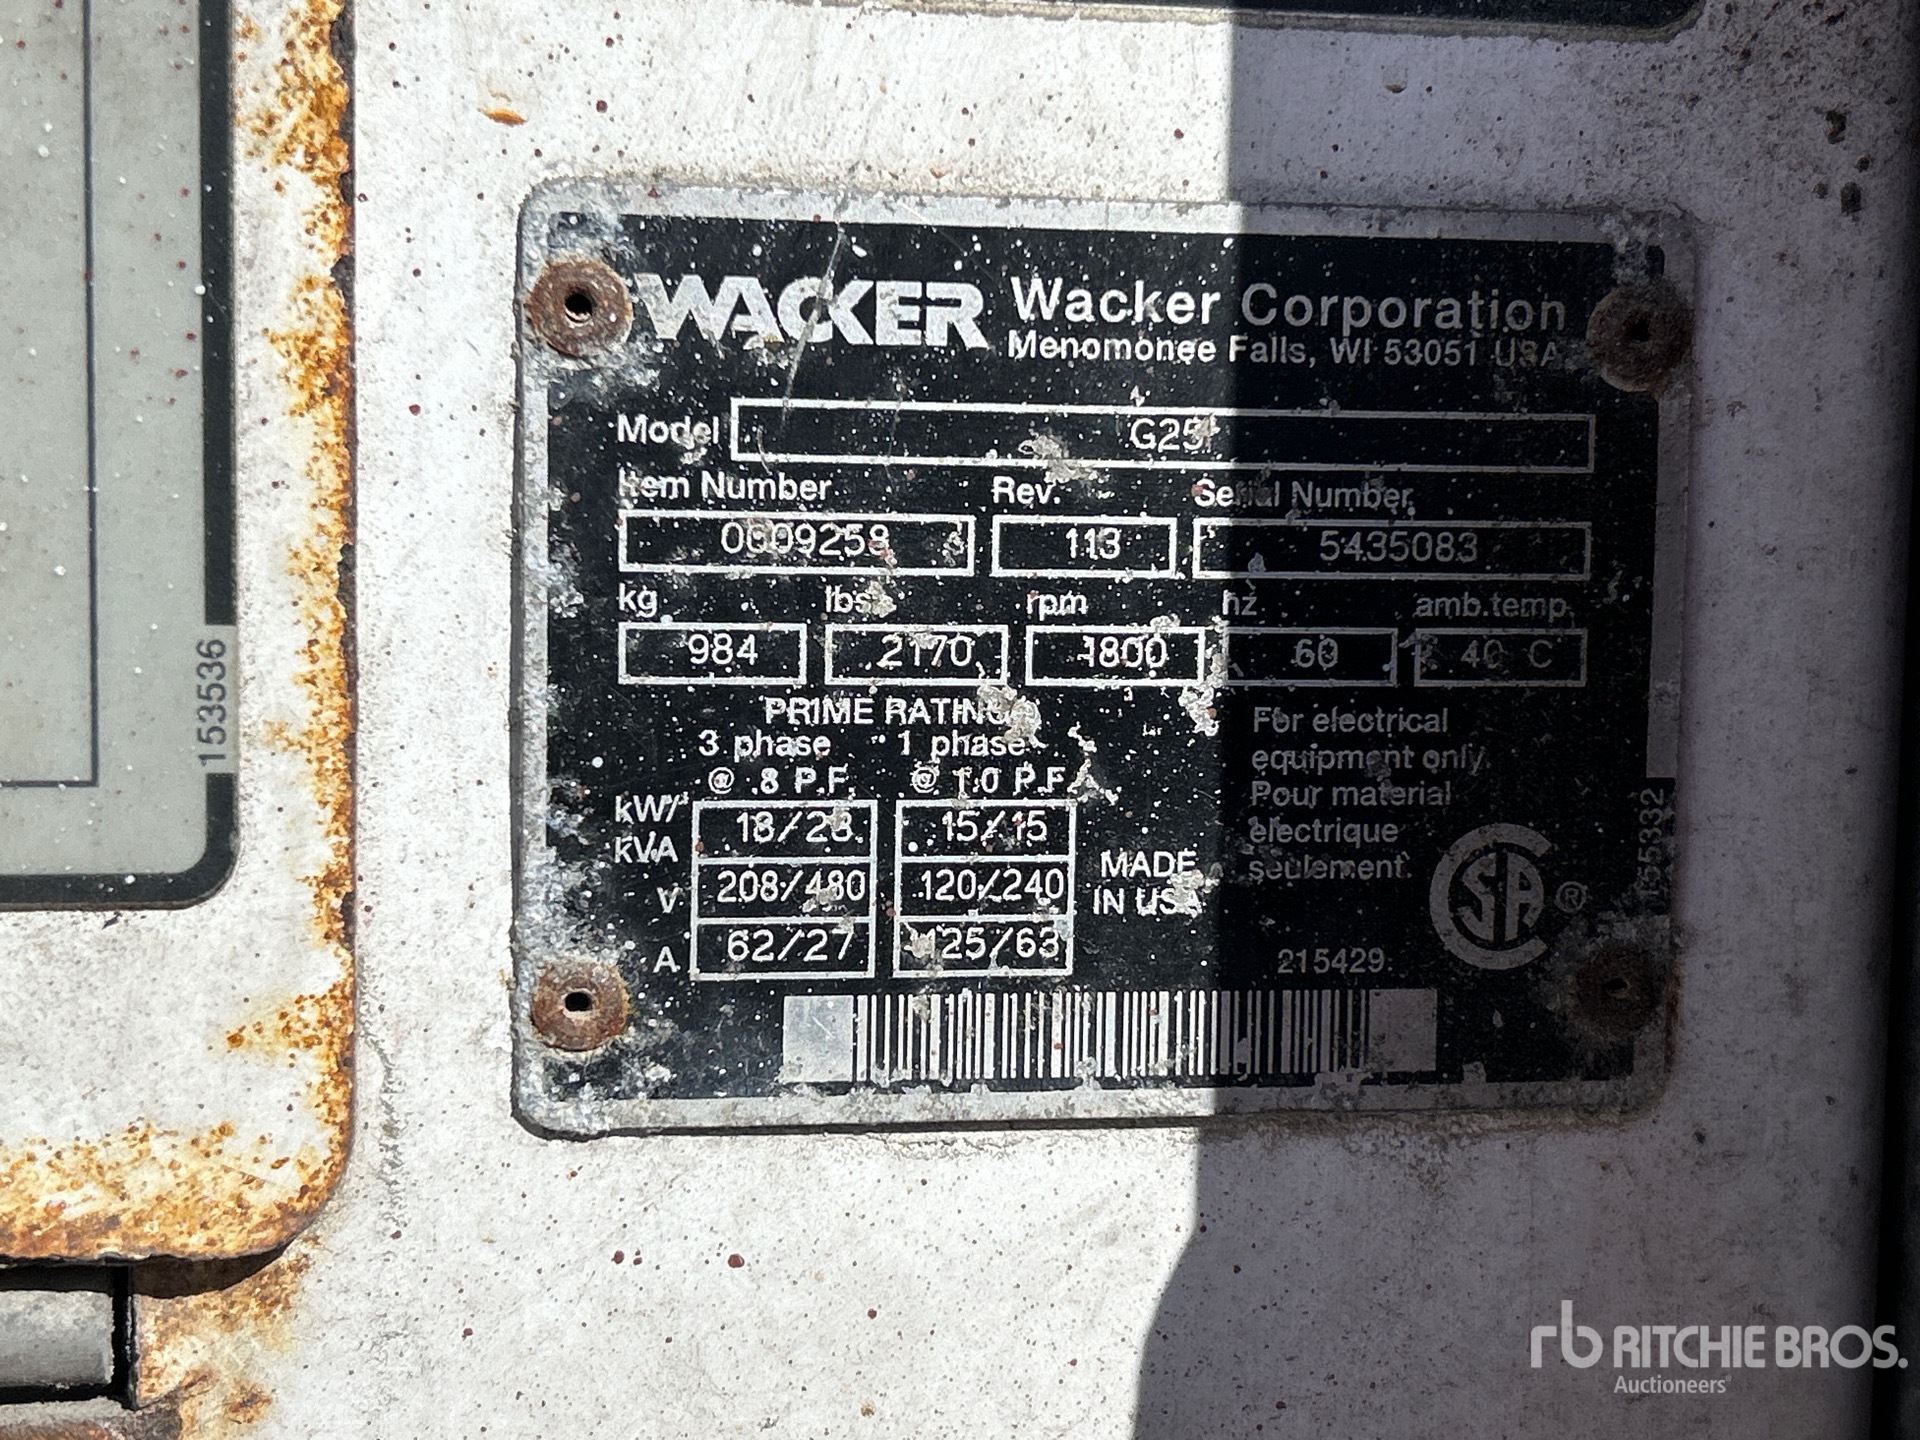 153536
WACKER Wacker Corporation
Menomonee Falls, WI 53051 USA
Model G25
Item Number Rev. Serial Number
0009258 113 5435083
kg lbs rpm hz amb.temp.
984 2170 1800 60 40 C
PRIME RATING
3 phase 1 phase
@ .8 P.F. @ 1.0 P.F.
kW/ kVA 18/23 15/15
V 208/480 120/240
A 62/27 125/63
MADE
IN USA
For electrical
equipment only.
Pour material
electrique
seulement.
CSA ®
155332
215429
rb RITCHIE BROS.
Auctioneers